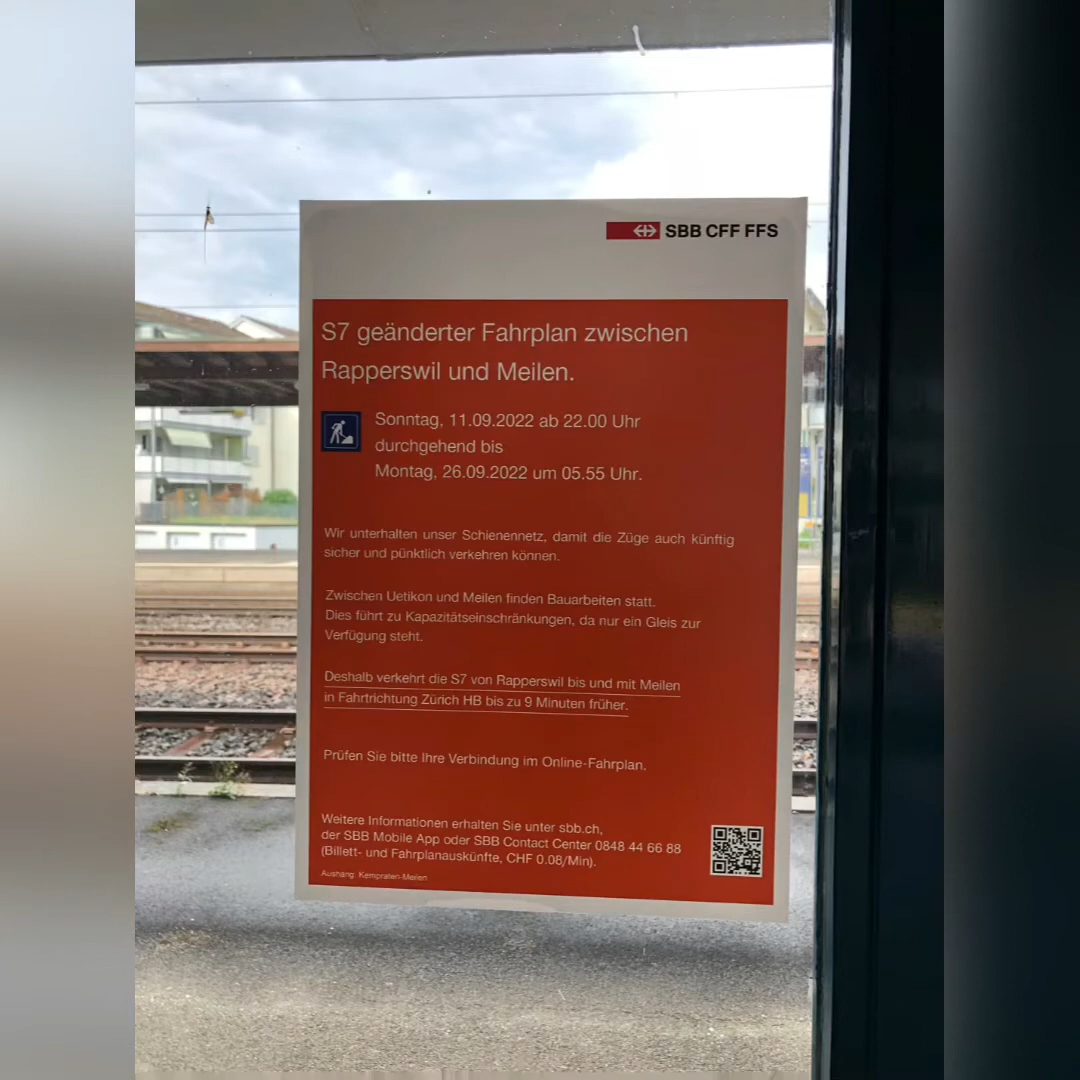 SBB CFF FFS
S7 geänderter Fahrplan zwischen
Rapperswil und Meilen.
Sonntag, 11.09.2022 ab 22.00 Uhr
durchgehend bis
Montag, 26.09.2022 um 05.55 Uhr.
Wir unterhalten unser Schienennetz, damit die Züge auch künftig
sicher und pünktlich verkehren können.
Zwischen Uetikon und Meilen finden Bauarbeiten statt.
Dies führt zu Kapazitätseinschränkungen, da nur ein Gleis zur
Verfügung steht.
Deshalb verkehrt die S7 von Rapperswil bis und mit Meilen
in Fahrtrichtung Zürich HB bis zu 9 Minuten früher.
Prüfen Sie bitte Ihre Verbindung im Online-Fahrplan.
Weitere Informationen erhalten Sie unter sbb.ch,
der SBB Mobile App oder SBB Contact Center 0848 44 66 88
(Billett- und Fahrplanauskünfte, CHF 0.08/Min).
Aushang: Kempraten-Meilen